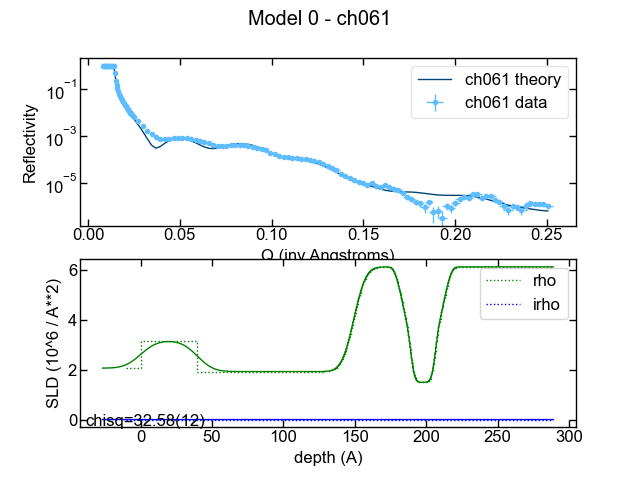 Model 0 - ch061
10^-1
10^-3
10^-5
Reflectivity
ch061 theory
ch061 data
0.00 0.05 0.10 0.15 0.20 0.25
Q (inv Angstroms)
6
4
2
0
SLD (10^6 / A**2)
rho
irho
chisq=32.58(12)
0 50 100 150 200 250 300
depth (A)